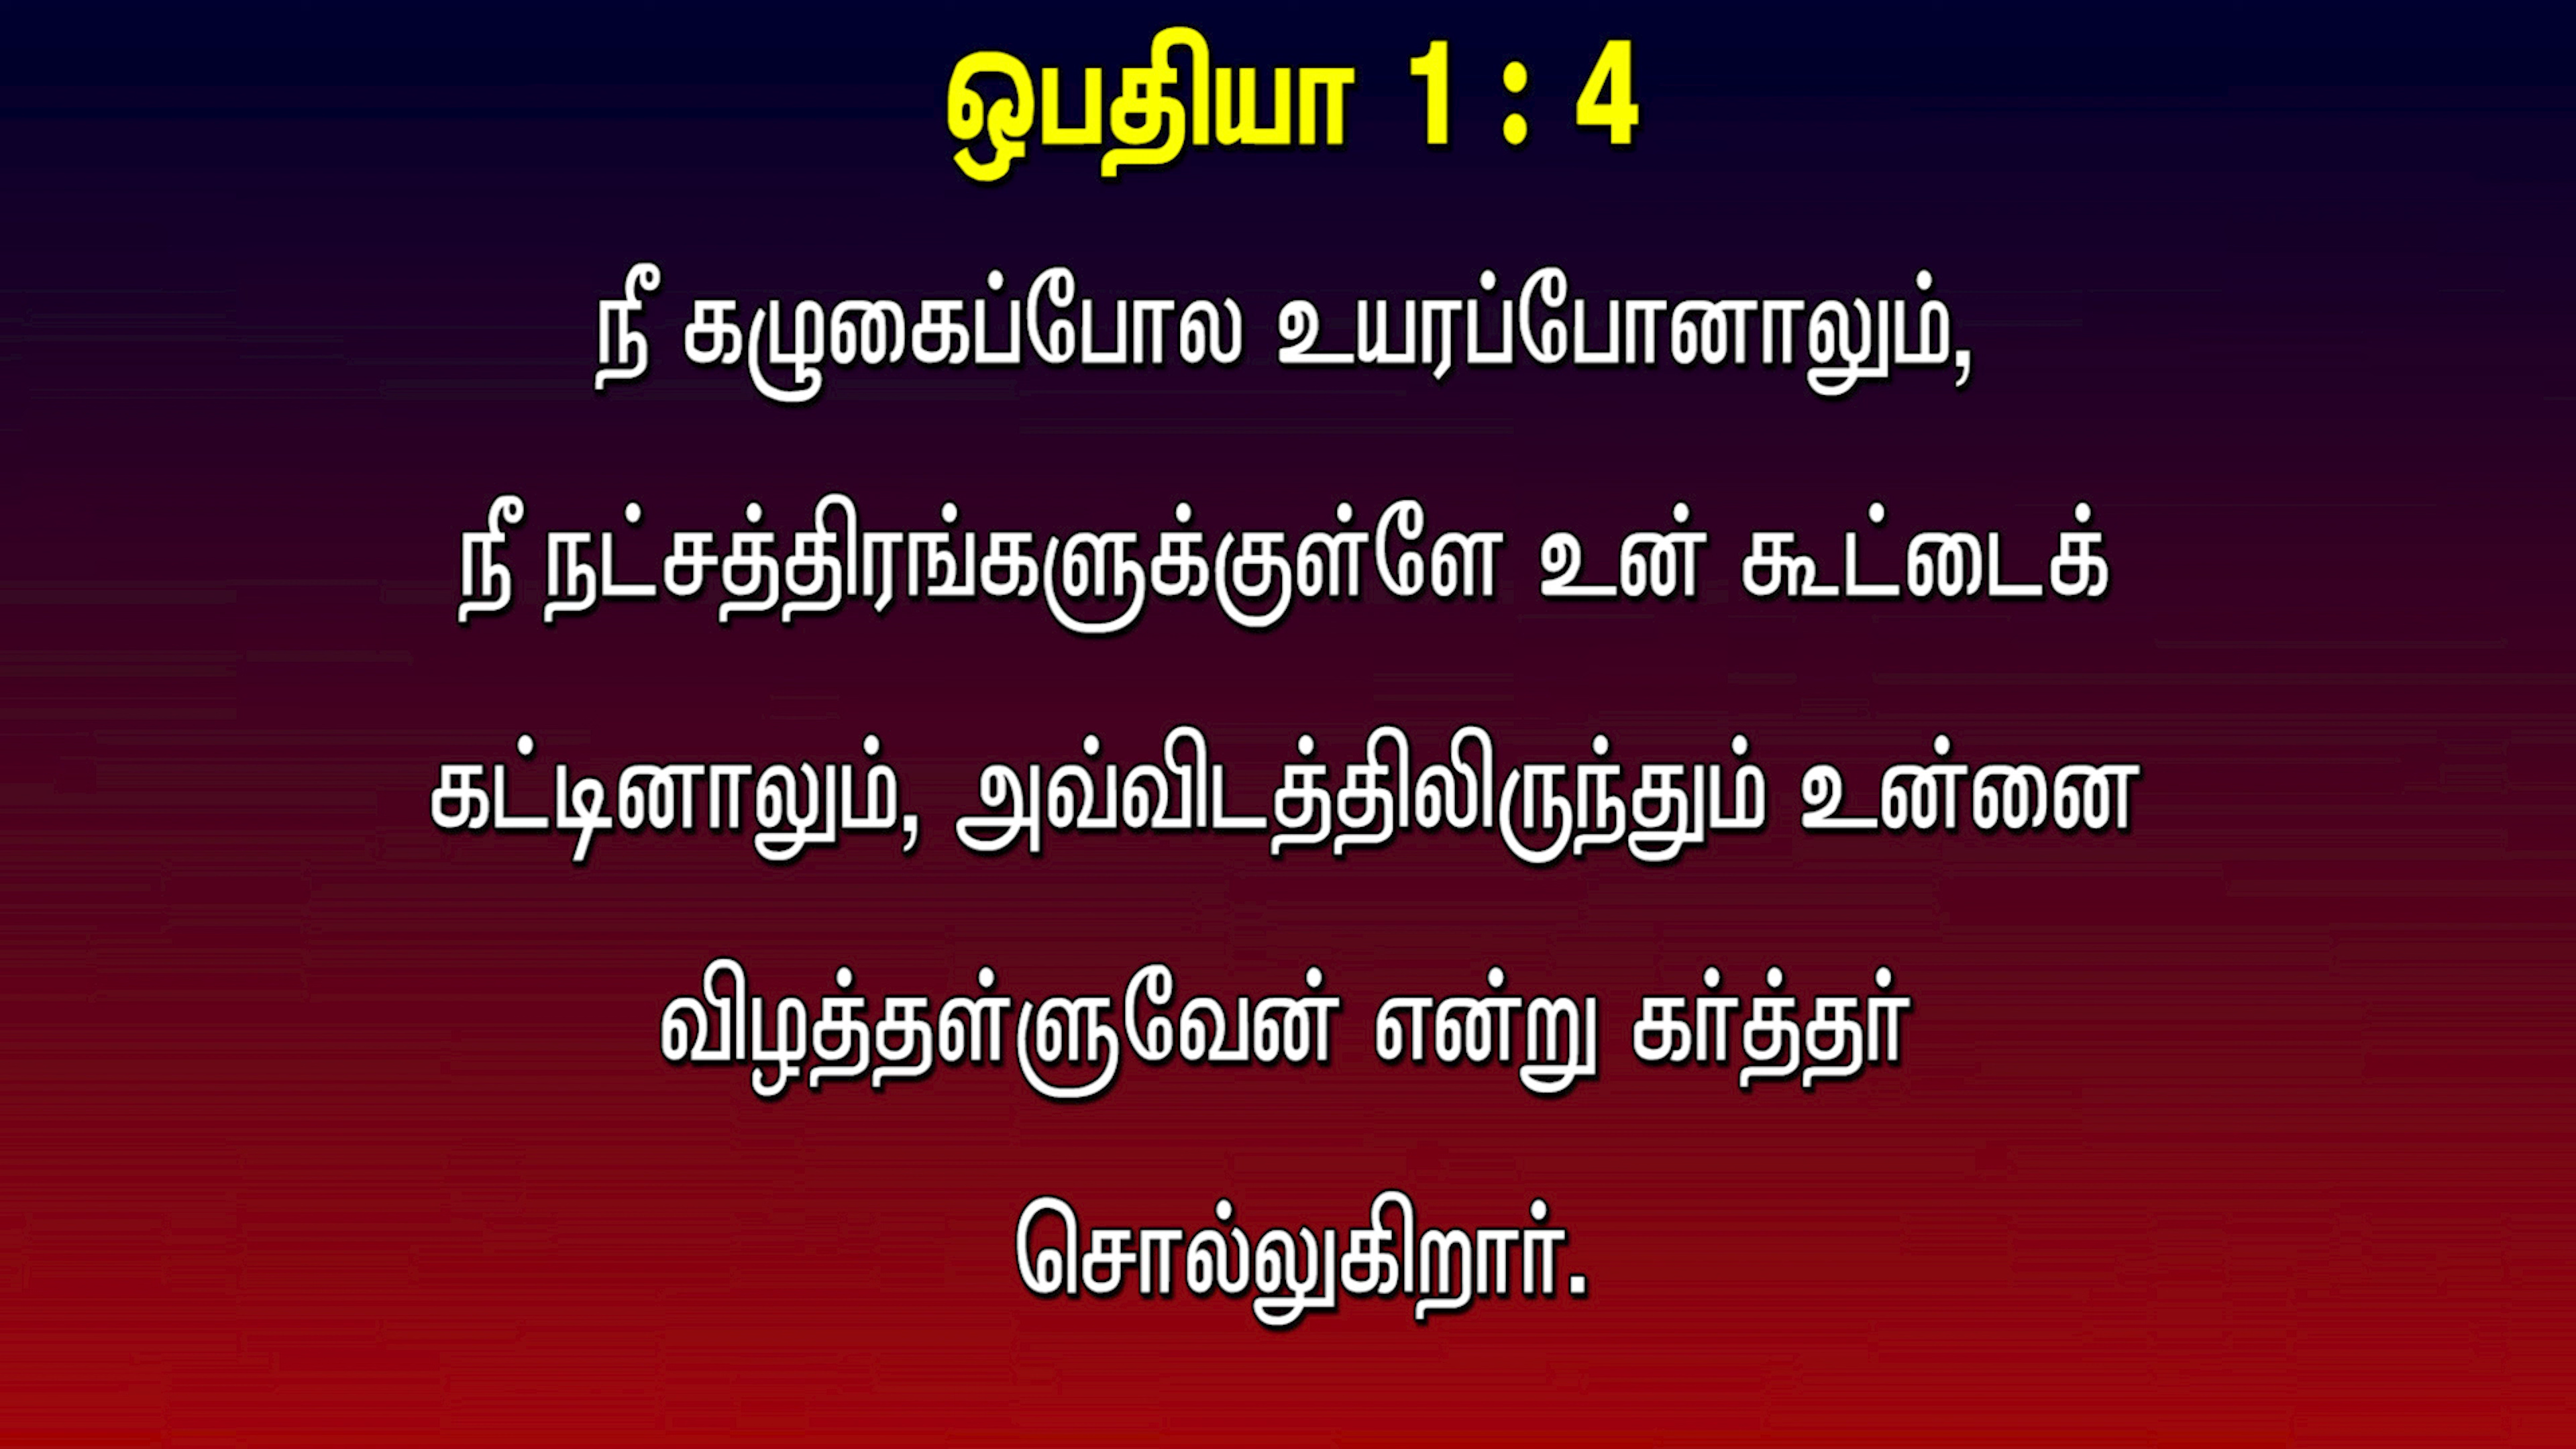 ஒபதியா 1 : 4
நீ கழுகைப்போல உயரப்போனாலும்,
நீ நட்சத்திரங்களுக்குள்ளே உன் கூட்டைக்
கட்டினாலும், அவ்விடத்திலிருந்தும் உன்னை
விழத்தள்ளுவேன் என்று கர்த்தர்
சொல்லுகிறார்.